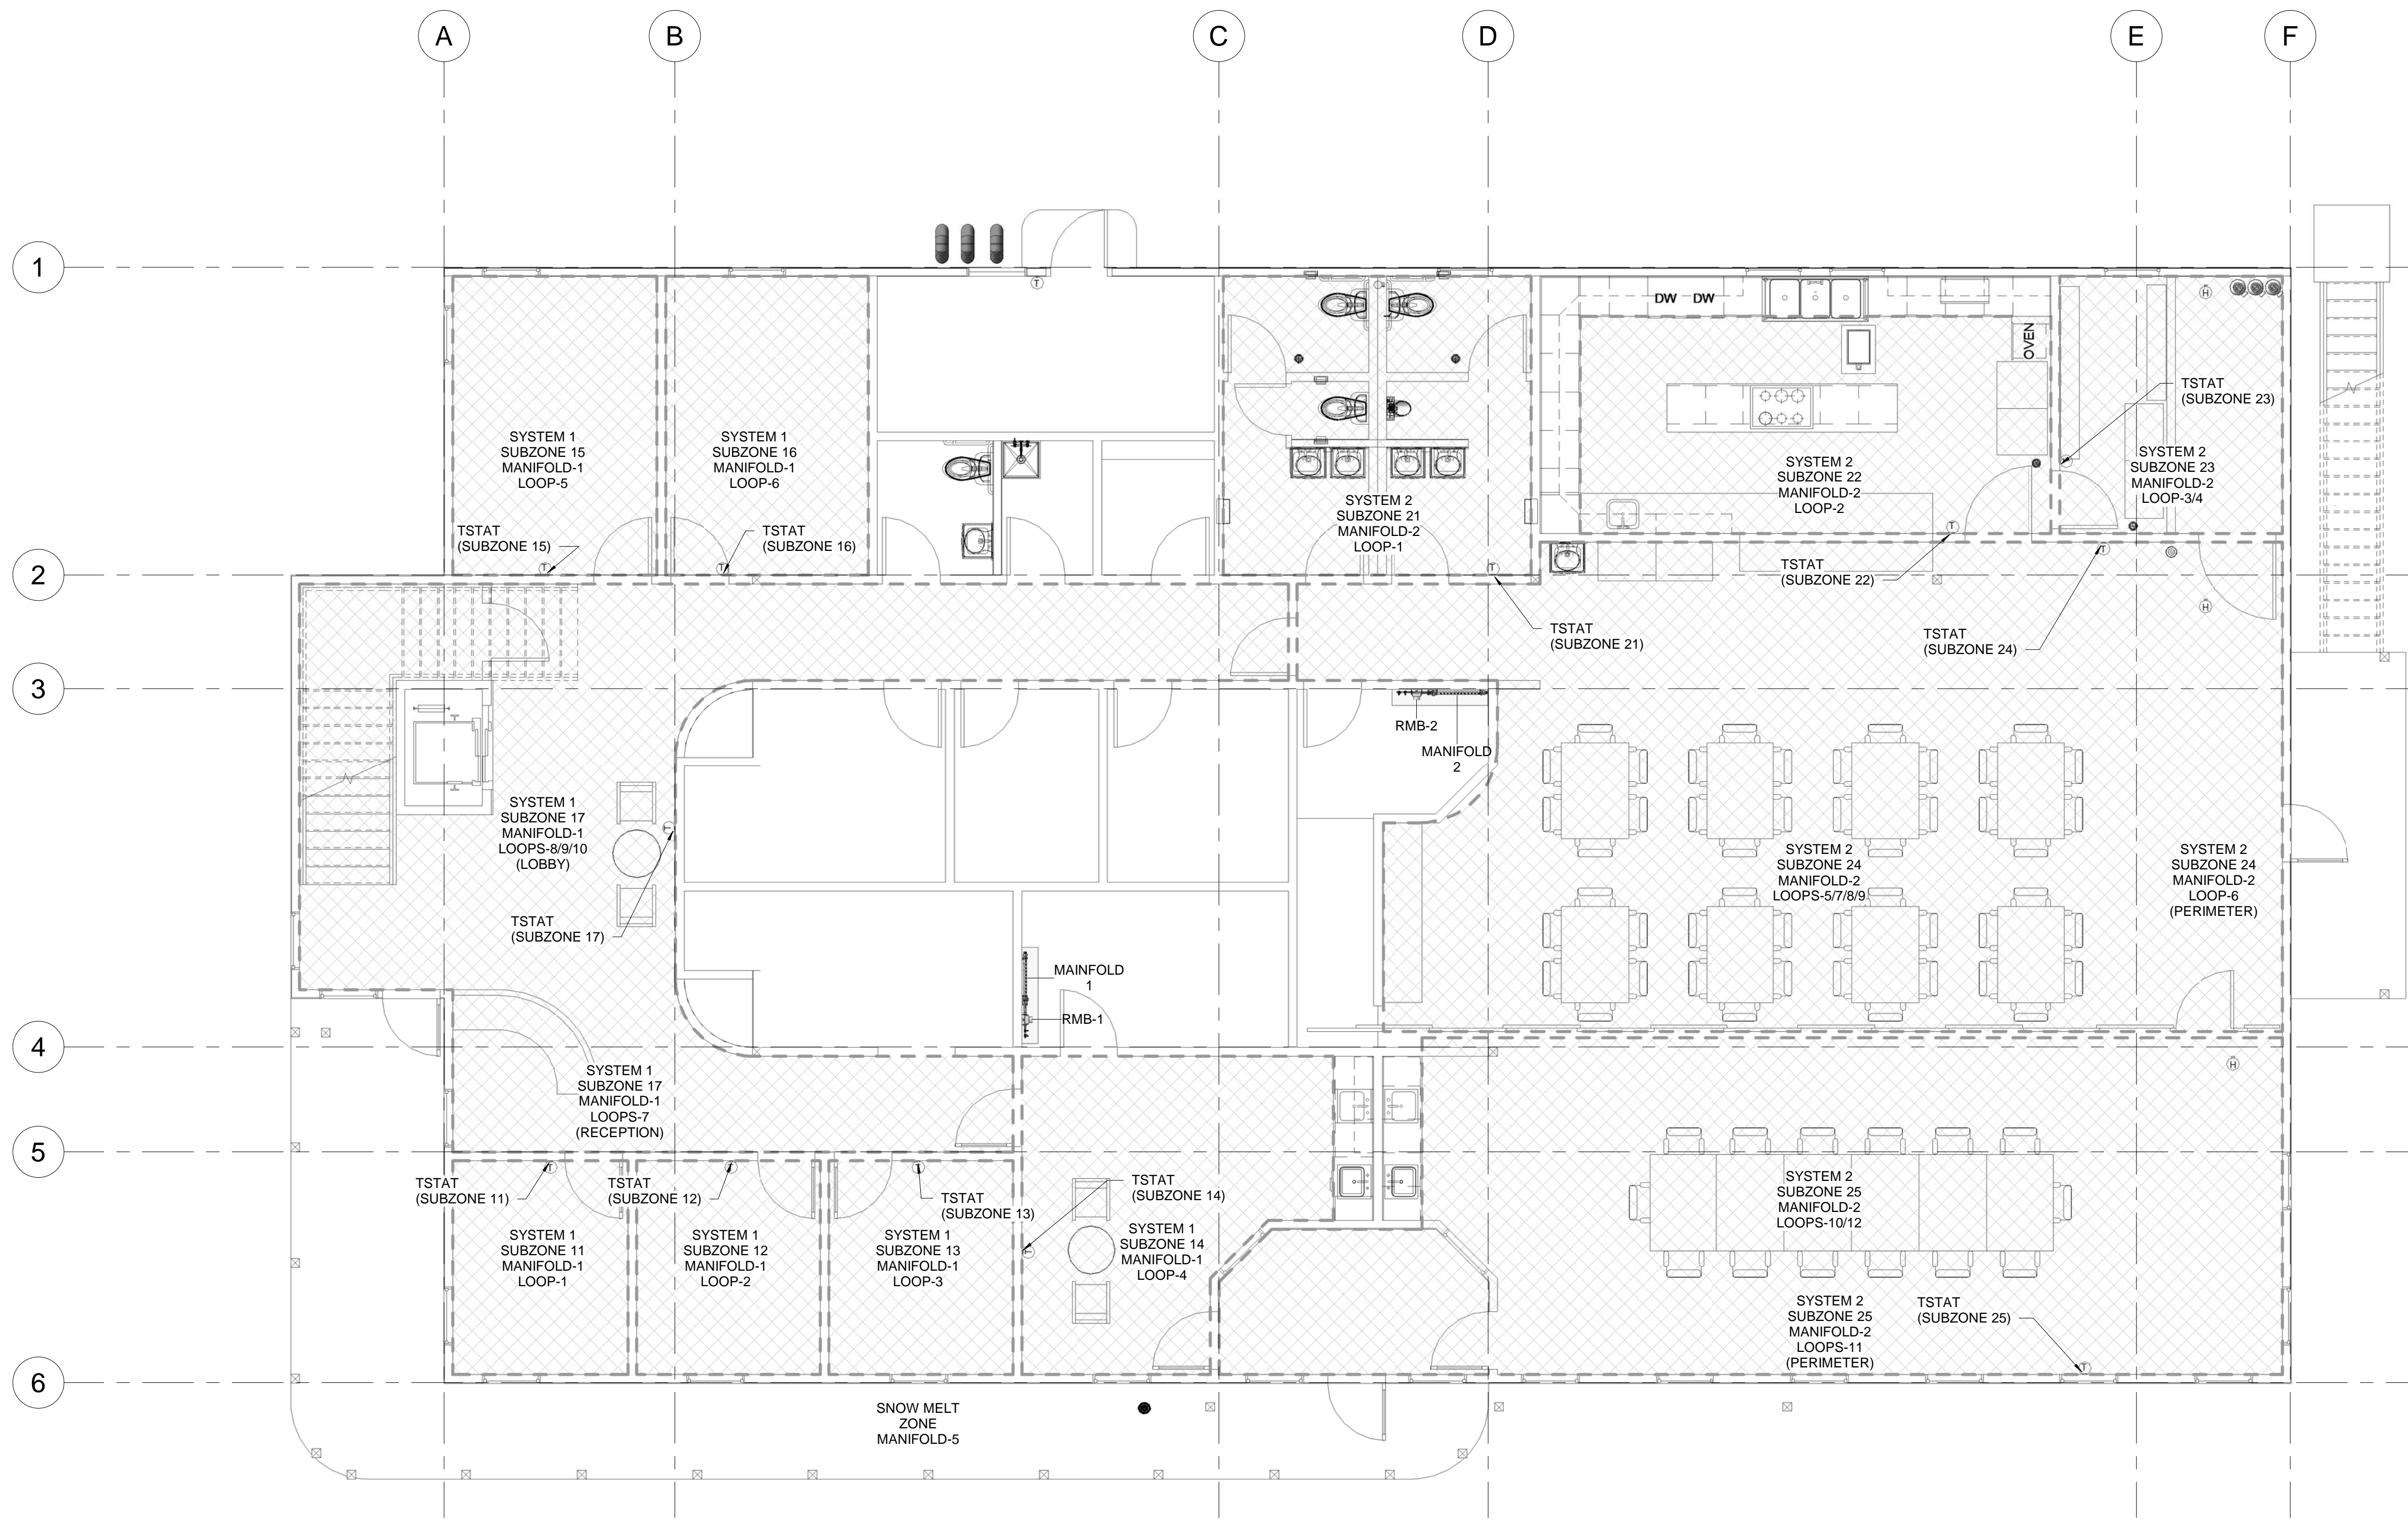 A
B
C
D
E
F
1
2
3
4
5
6
DW DW
OVEN
TSTAT
(SUBZONE 23)
SYSTEM 1
SUBZONE 15
MANIFOLD-1
LOOP-5
SYSTEM 1
SUBZONE 16
MANIFOLD-1
LOOP-6
SYSTEM 2
SUBZONE 21
MANIFOLD-2
LOOP-1
SYSTEM 2
SUBZONE 22
MANIFOLD-2
LOOP-2
SYSTEM 2
SUBZONE 23
MANIFOLD-2
LOOP-3/4
TSTAT
(SUBZONE 15)
TSTAT
(SUBZONE 16)
TSTAT
(SUBZONE 22)
TSTAT
(SUBZONE 21)
TSTAT
(SUBZONE 24)
RMB-2
MANIFOLD
2
SYSTEM 1
SUBZONE 17
MANIFOLD-1
LOOPS-8/9/10
(LOBBY)
SYSTEM 2
SUBZONE 24
MANIFOLD-2
LOOPS-5/7/8/9
SYSTEM 2
SUBZONE 24
MANIFOLD-2
LOOP-6
(PERIMETER)
TSTAT
(SUBZONE 17)
MAINFOLD
1
RMB-1
SYSTEM 1
SUBZONE 17
MANIFOLD-1
LOOPS-7
(RECEPTION)
TSTAT
(SUBZONE 11)
TSTAT
(SUBZONE 12)
TSTAT
(SUBZONE 13)
TSTAT
(SUBZONE 14)
SYSTEM 1
SUBZONE 11
MANIFOLD-1
LOOP-1
SYSTEM 1
SUBZONE 12
MANIFOLD-1
LOOP-2
SYSTEM 1
SUBZONE 13
MANIFOLD-1
LOOP-3
SYSTEM 1
SUBZONE 14
MANIFOLD-1
LOOP-4
SYSTEM 2
SUBZONE 25
MANIFOLD-2
LOOPS-10/12
SYSTEM 2
SUBZONE 25
MANIFOLD-2
LOOPS-11
(PERIMETER)
TSTAT
(SUBZONE 25)
SNOW MELT
ZONE
MANIFOLD-5
T
T
T
T
T
T
T
T
T
T
T
T
T
H
H
H